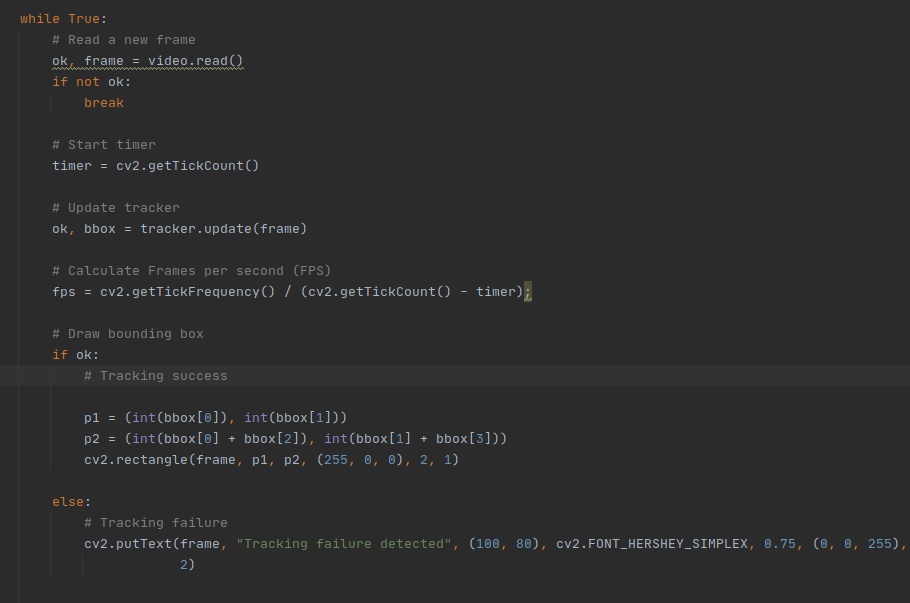 while True:
# Read a new frame
ok, frame = video.read()
if not ok:
break
# Start timer
timer = cv2.getTickCount()
# Update tracker
ok, bbox = tracker.update(frame)
# Calculate Frames per second (FPS)
fps = cv2.getTickFrequency() / (cv2.getTickCount() - timer);
# Draw bounding box
if ok:
# Tracking success
p1 = (int(bbox[0]), int(bbox[1]))
p2 = (int(bbox[0] + bbox[2]), int(bbox[1] + bbox[3]))
cv2.rectangle(frame, p1, p2, (255, 0, 0), 2, 1)
else:
# Tracking failure
cv2.putText(frame, "Tracking failure detected", (100, 80), cv2.FONT_HERSHEY_SIMPLEX, 0.75, (0, 0, 255),
2)